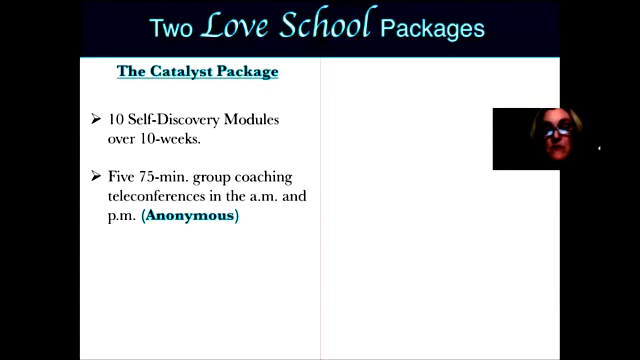 Two Love School Packages
The Catalyst Package
➢ 10 Self-Discovery Modules
over 10-weeks.
➢ Five 75-min. group coaching
teleconferences in the a.m. and
p.m. (Anonymous)